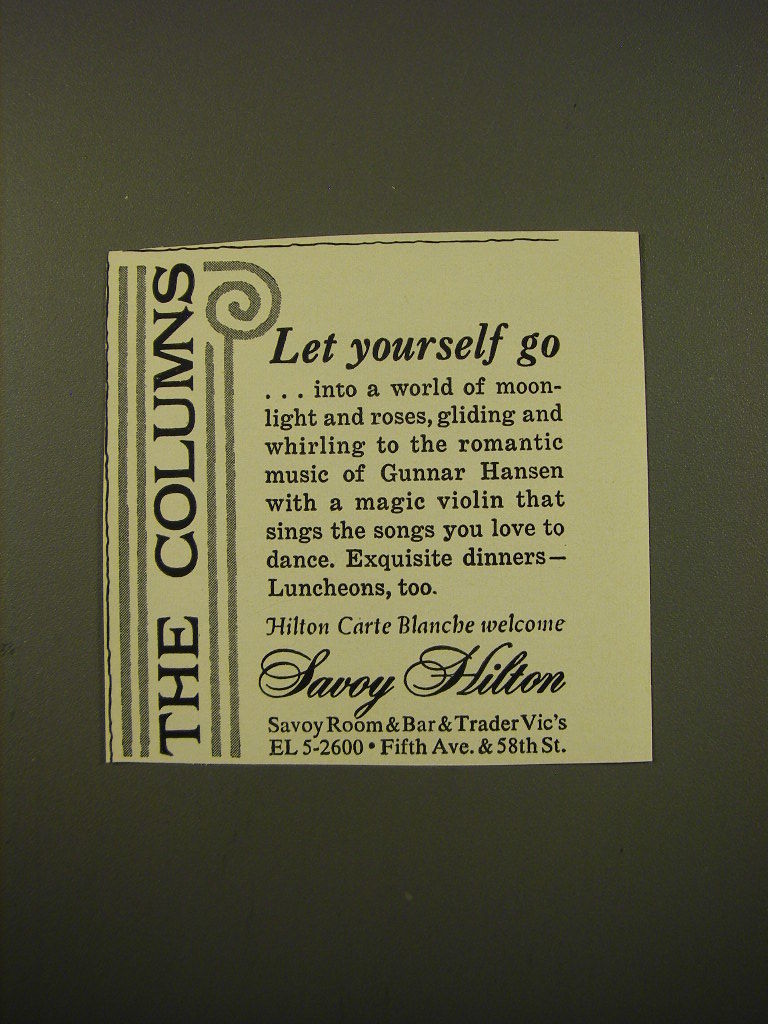 THE COLUMNS
Let yourself go
. . . into a world of moon-
light and roses, gliding and
whirling to the romantic
music of Gunnar Hansen
with a magic violin that
sings the songs you love to
dance. Exquisite dinners—
Luncheons, too.
Hilton Carte Blanche welcome
Savoy Hilton
Savoy Room & Bar & Trader Vic's
EL 5-2600 • Fifth Ave. & 58th St.